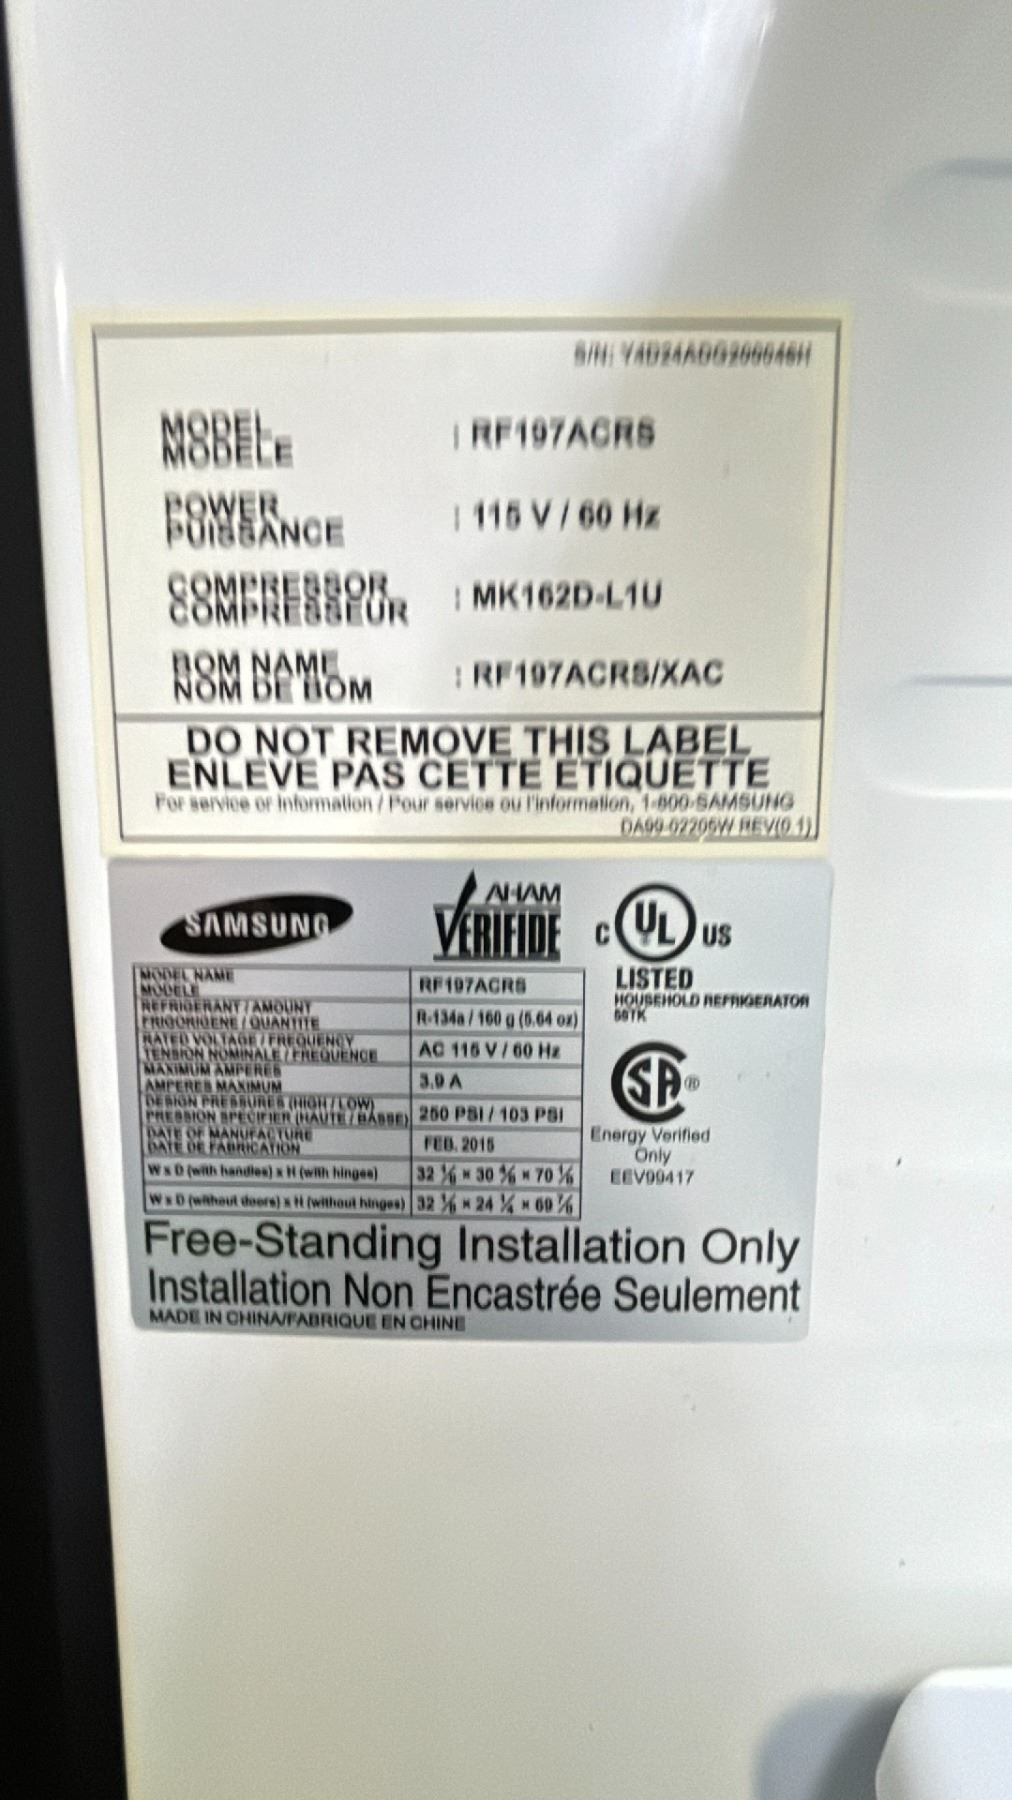 S/N:
MODEL
MODELE
: RF197ACRS
POWER
PUISSANCE
: 115 V / 60 Hz
COMPRESSOR
COMPRESSEUR
: MK162D-L1U
BOM NAME
NOM DE BOM
: RF197ACRS/XAC
DO NOT REMOVE THIS LABEL
ENLEVE PAS CETTE ETIQUETTE
For service or Information / Pour service ou l'information, 1-800-SAMSUNG
DA99-02205W REV(0.1)
SAMSUNG
AHAM
VERIFIDE
C UL US
LISTED
HOUSEHOLD REFRIGERATOR
MODEL NAME
MODELE
RF197ACRS
REFRIGERANT / AMOUNT
FRIGORIGENE / QUANTITE
R-134a / 160 g (5.64 oz)
RATED VOLTAGE / FREQUENCY
TENSION NOMINALE / FREQUENCE
AC 115 V / 60 Hz
MAXIMUM AMPERES
AMPERES MAXIMUM
3.9 A
DESIGN PRESSURES (HIGH / LOW)
PRESSION SPECIFIER (HAUTE / BASSE)
250 PSI / 103 PSI
DATE OF MANUFACTURE
DATE DE FABRICATION
FEB. 2015
W x D (with handles) x H (with hinges)
W x D (without doors) x H (without hinges)
SA ®
Energy Verified
Only
EEV99417
Free-Standing Installation Only
Installation Non Encastrée Seulement
MADE IN CHINA/FABRIQUE EN CHINE